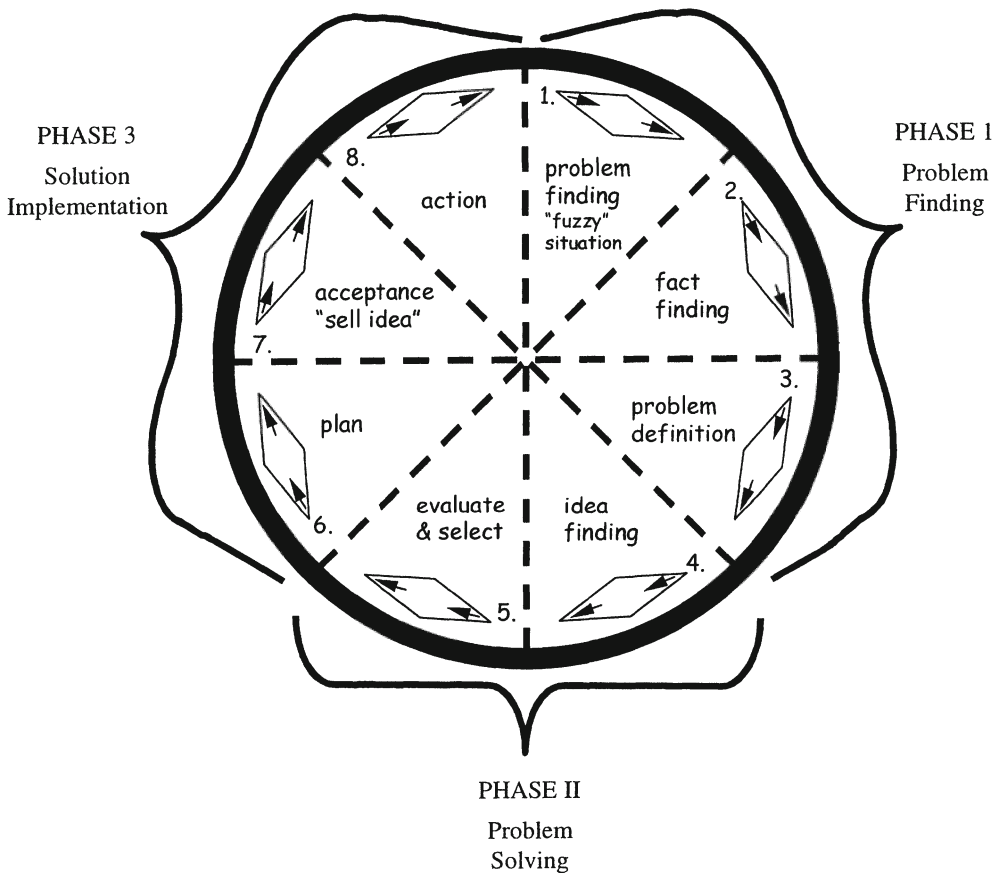 PHASE 1
Problem
Finding
1.
problem
finding
“fuzzy”
situation
2.
fact
finding
3.
problem
definition
4.
idea
finding
5.
evaluate
& select
6.
plan
7.
acceptance
“sell idea”
8.
action
PHASE 3
Solution
Implementation
PHASE II
Problem
Solving